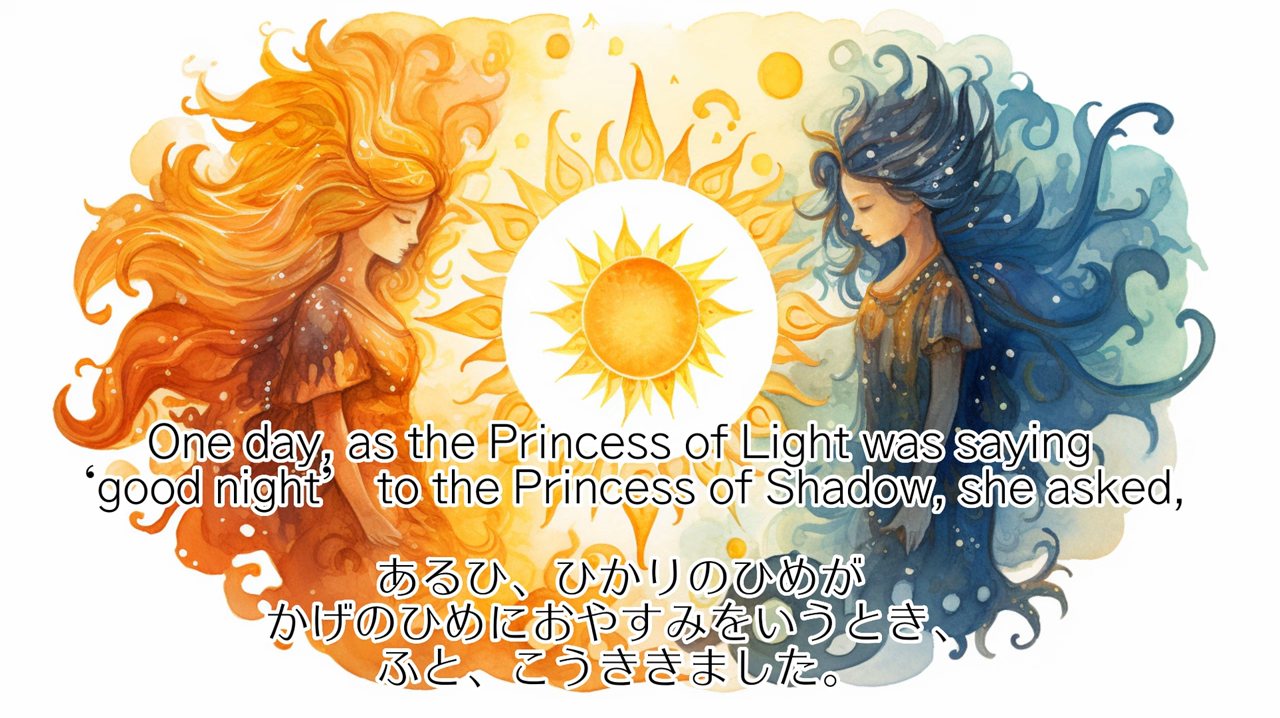 One day, as the Princess of Light was saying
‘good night’ to the Princess of Shadow, she asked,
あるひ、ひかりのひめが
かげのひめにおやすみをいうとき、
ふと、こうききました。